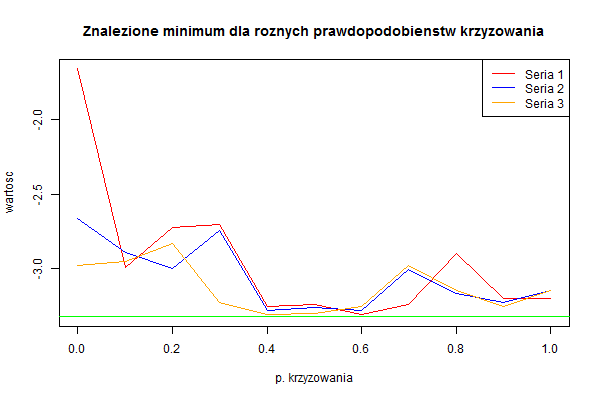 Znalezione minimum dla roznych prawdopodobienstw krzyzowania
Seria 1
Seria 2
Seria 3
-2.0
-2.5
-3.0
wartosc
0.0 0.2 0.4 0.6 0.8 1.0
p. krzyzowania